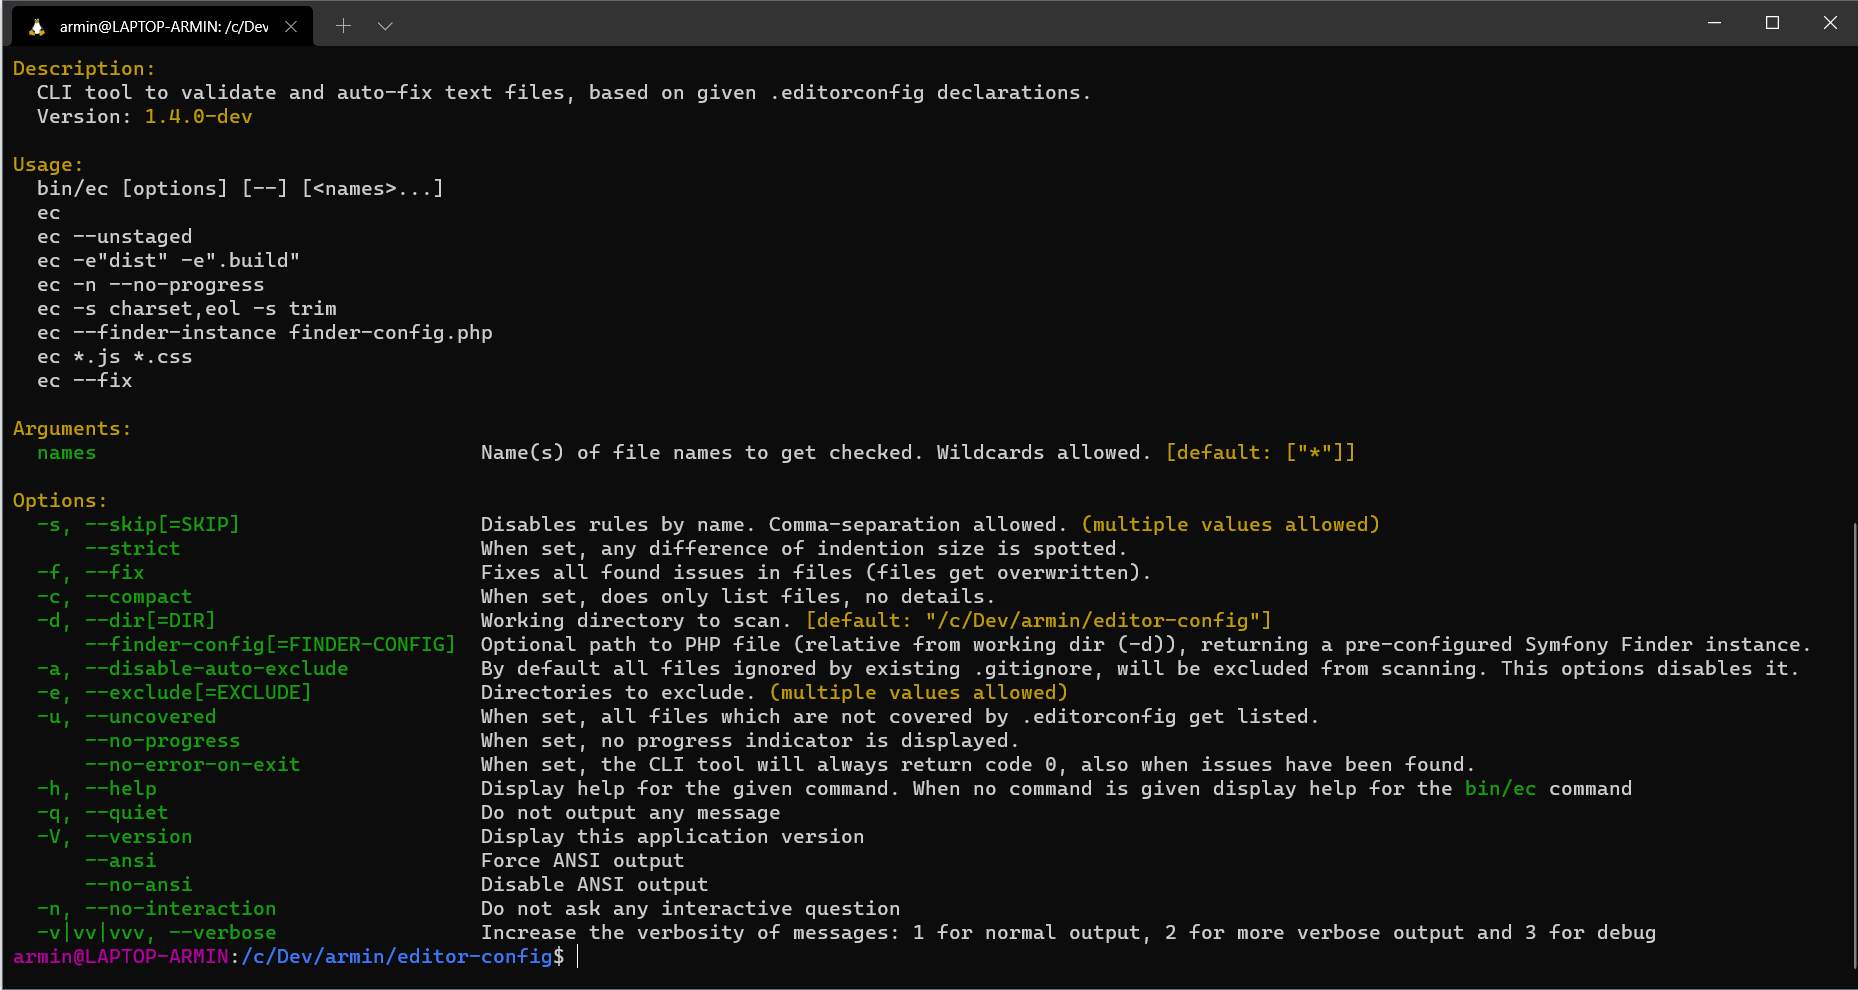 armin@LAPTOP-ARMIN: /c/Dev
Description:
  CLI tool to validate and auto-fix text files, based on given .editorconfig declarations.
  Version: 1.4.0-dev

Usage:
  bin/ec [options] [--] [<names>...]
  ec
  ec --unstaged
  ec -e"dist" -e".build"
  ec -n --no-progress
  ec -s charset,eol -s trim
  ec --finder-instance finder-config.php
  ec *.js *.css
  ec --fix

Arguments:
  names                                Name(s) of file names to get checked. Wildcards allowed. [default: ["*"]]

Options:
  -s, --skip[=SKIP]                    Disables rules by name. Comma-separation allowed. (multiple values allowed)
      --strict                         When set, any difference of indention size is spotted.
  -f, --fix                            Fixes all found issues in files (files get overwritten).
  -c, --compact                        When set, does only list files, no details.
  -d, --dir[=DIR]                      Working directory to scan. [default: "/c/Dev/armin/editor-config"]
      --finder-config[=FINDER-CONFIG]  Optional path to PHP file (relative from working dir (-d)), returning a pre-configured Symfony Finder instance.
  -a, --disable-auto-exclude           By default all files ignored by existing .gitignore, will be excluded from scanning. This options disables it.
  -e, --exclude[=EXCLUDE]              Directories to exclude. (multiple values allowed)
  -u, --uncovered                      When set, all files which are not covered by .editorconfig get listed.
      --no-progress                    When set, no progress indicator is displayed.
      --no-error-on-exit               When set, the CLI tool will always return code 0, also when issues have been found.
  -h, --help                           Display help for the given command. When no command is given display help for the bin/ec command
  -q, --quiet                          Do not output any message
  -V, --version                        Display this application version
      --ansi                           Force ANSI output
      --no-ansi                        Disable ANSI output
  -n, --no-interaction                 Do not ask any interactive question
  -v|vv|vvv, --verbose                 Increase the verbosity of messages: 1 for normal output, 2 for more verbose output and 3 for debug
armin@LAPTOP-ARMIN:/c/Dev/armin/editor-config$